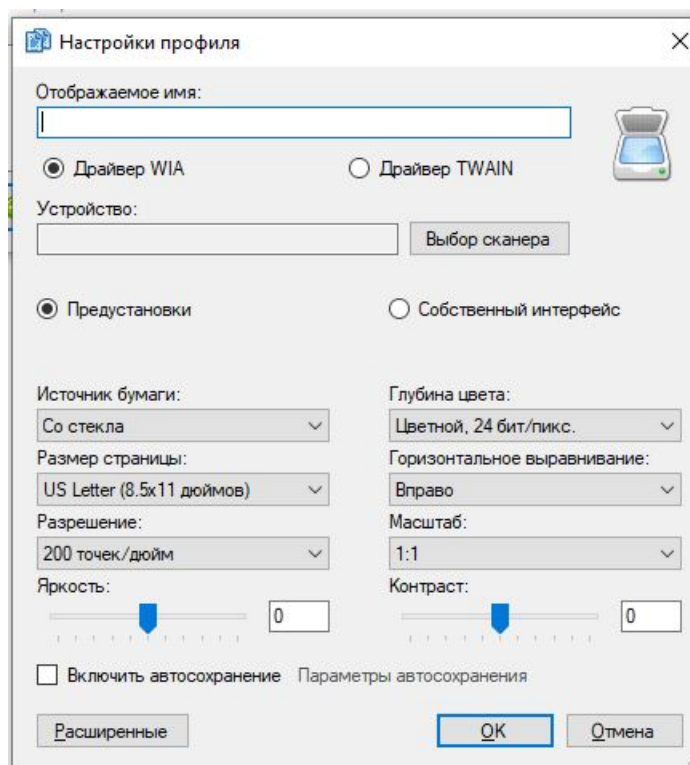 Настройки профиля
Отображаемое имя:
Драйвер WIA
Драйвер TWAIN
Устройство:
Выбор сканера
Предустановки
Собственный интерфейс
Источник бумаги:
Глубина цвета:
Со стекла
Цветной, 24 бит/пикс.
Размер страницы:
Горизонтальное выравнивание:
US Letter (8.5x11 дюймов)
Вправо
Разрешение:
Масштаб:
200 точек/дюйм
1:1
Яркость:
Контраст:
0
0
Включить автосохранение
Параметры автосохранения
Расширенные
OK
Отмена